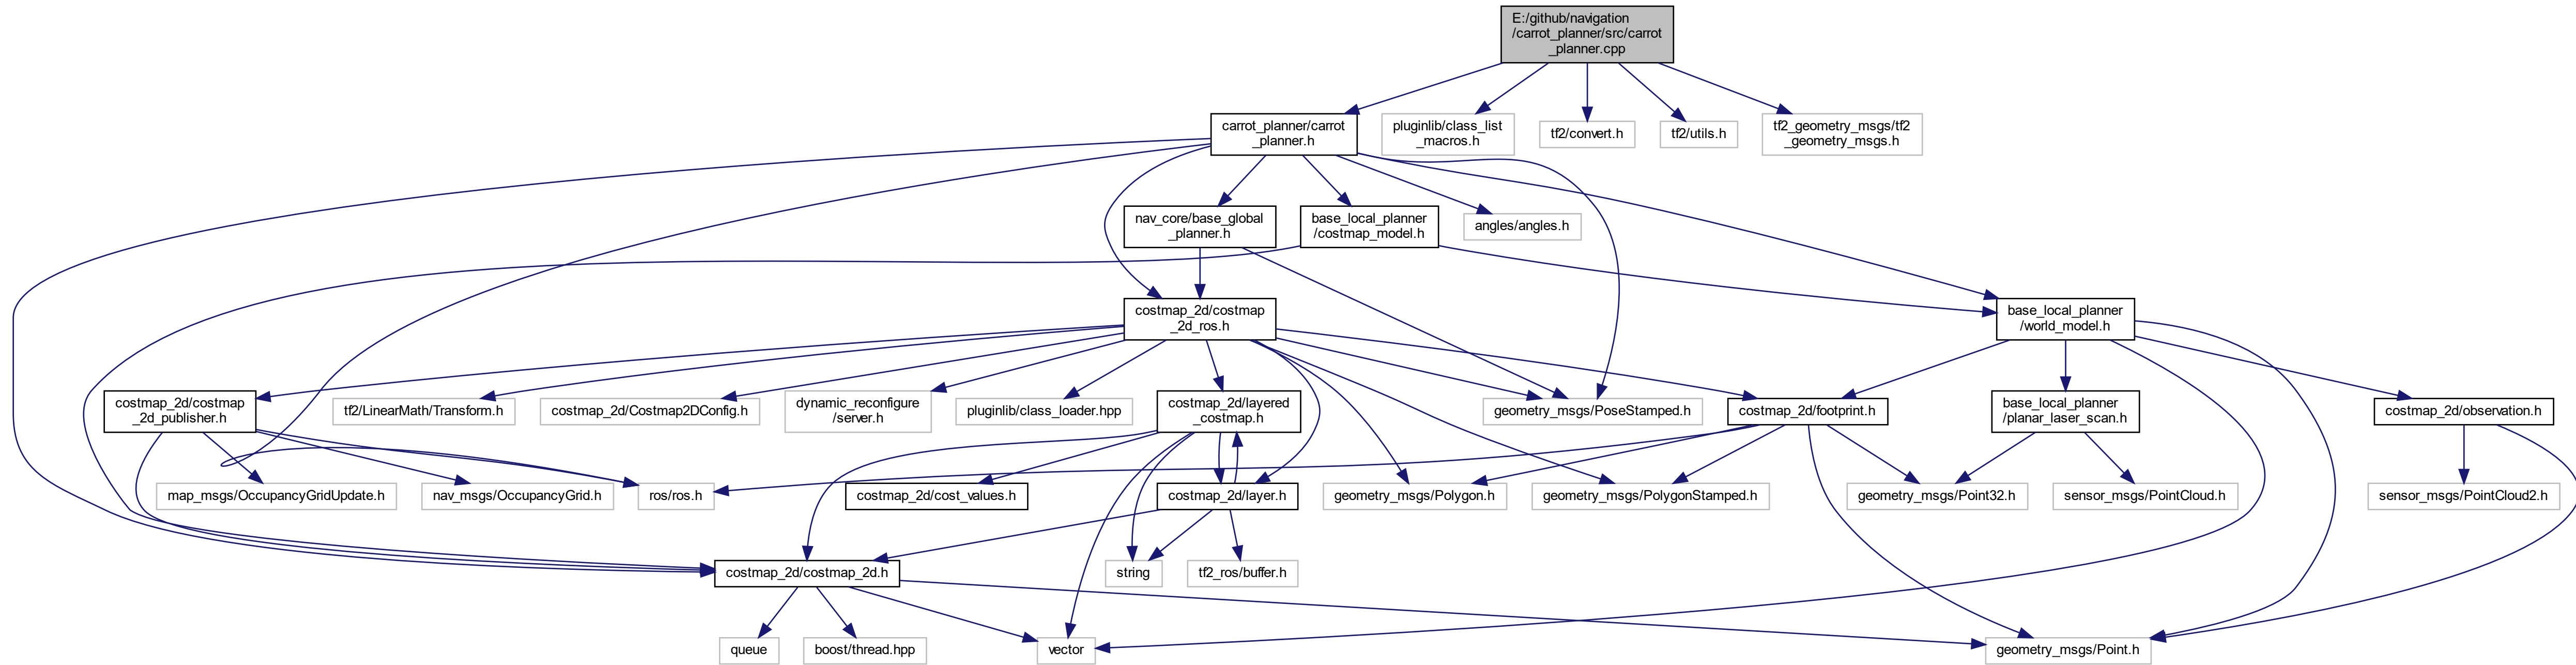 E:/github/navigation
/carrot_planner/src/carrot
_planner.cpp
carrot_planner/carrot
_planner.h
pluginlib/class_list
_macros.h
tf2/convert.h
tf2/utils.h
tf2_geometry_msgs/tf2
_geometry_msgs.h
nav_core/base_global
_planner.h
base_local_planner
/costmap_model.h
angles/angles.h
costmap_2d/costmap
_2d_ros.h
base_local_planner
/world_model.h
costmap_2d/costmap
_2d_publisher.h
tf2/LinearMath/Transform.h
costmap_2d/Costmap2DConfig.h
dynamic_reconfigure
/server.h
pluginlib/class_loader.hpp
costmap_2d/layered
_costmap.h
geometry_msgs/PoseStamped.h
costmap_2d/footprint.h
base_local_planner
/planar_laser_scan.h
costmap_2d/observation.h
map_msgs/OccupancyGridUpdate.h
nav_msgs/OccupancyGrid.h
ros/ros.h
costmap_2d/cost_values.h
costmap_2d/layer.h
geometry_msgs/Polygon.h
geometry_msgs/PolygonStamped.h
geometry_msgs/Point32.h
sensor_msgs/PointCloud.h
sensor_msgs/PointCloud2.h
costmap_2d/costmap_2d.h
string
tf2_ros/buffer.h
queue
boost/thread.hpp
vector
geometry_msgs/Point.h